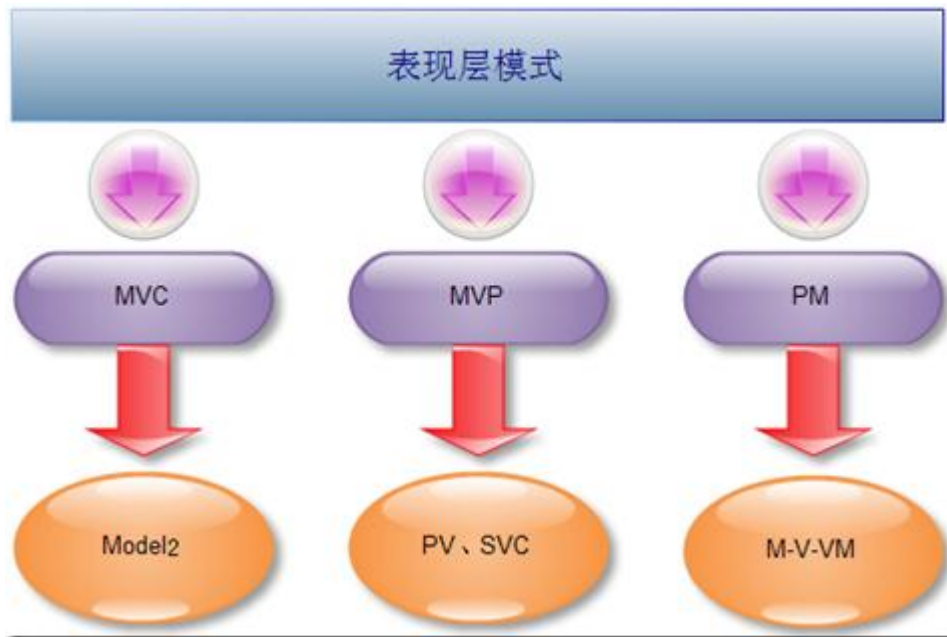 表现层模式
MVC
MVP
PM
Model2
PV、SVC
M-V-VM